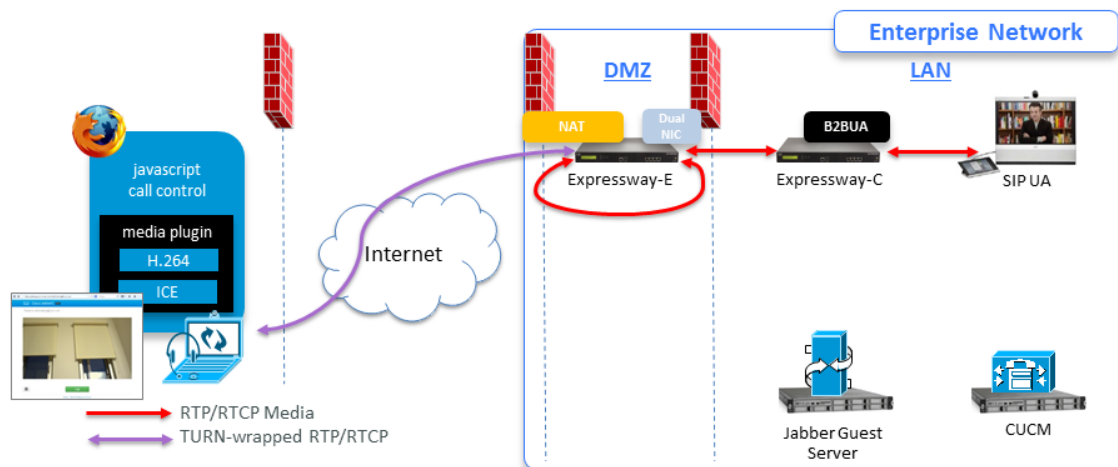 Enterprise Network
DMZ
LAN
NAT
Dual
NIC
B2BUA
Expressway-E
Expressway-C
SIP UA
javascript
call control
media plugin
H.264
ICE
Internet
RTP/RTCP Media
TURN-wrapped RTP/RTCP
Jabber Guest
Server
CUCM